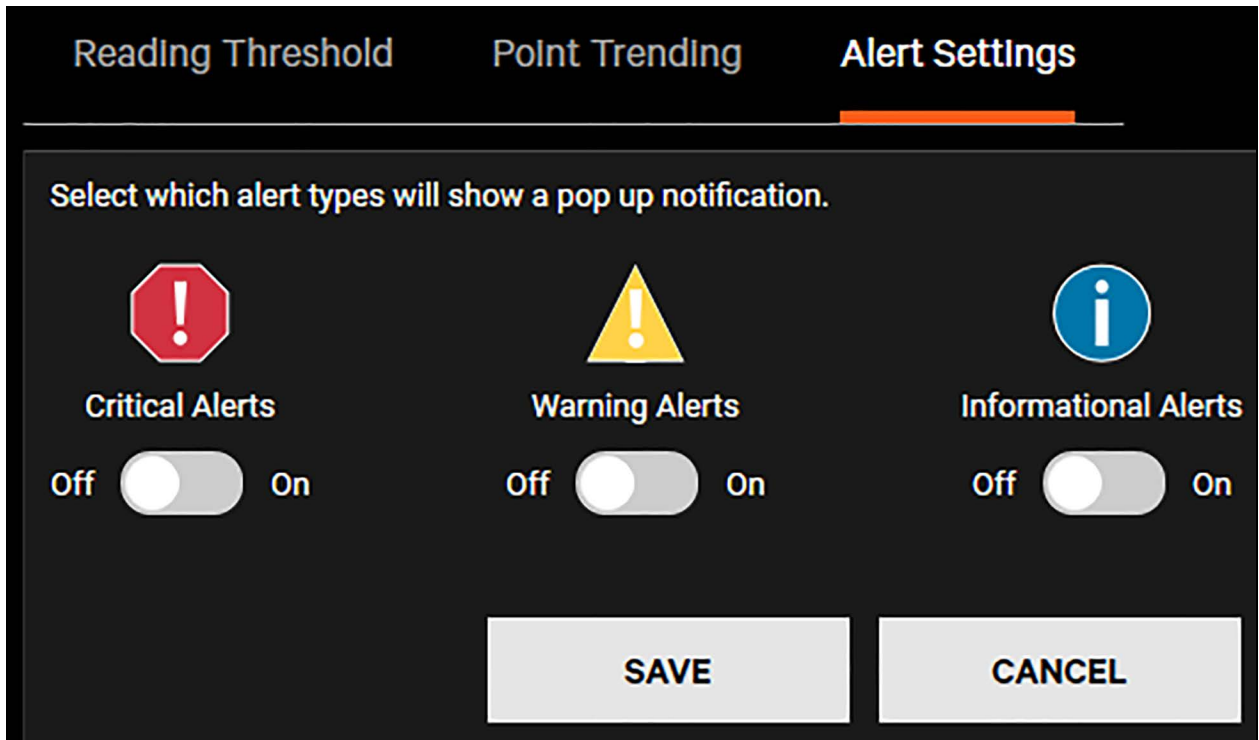 Reading Threshold Point Trending Alert Settings
Select which alert types will show a pop up notification.
Critical Alerts Warning Alerts Informational Alerts
Off On Off On Off On
SAVE CANCEL